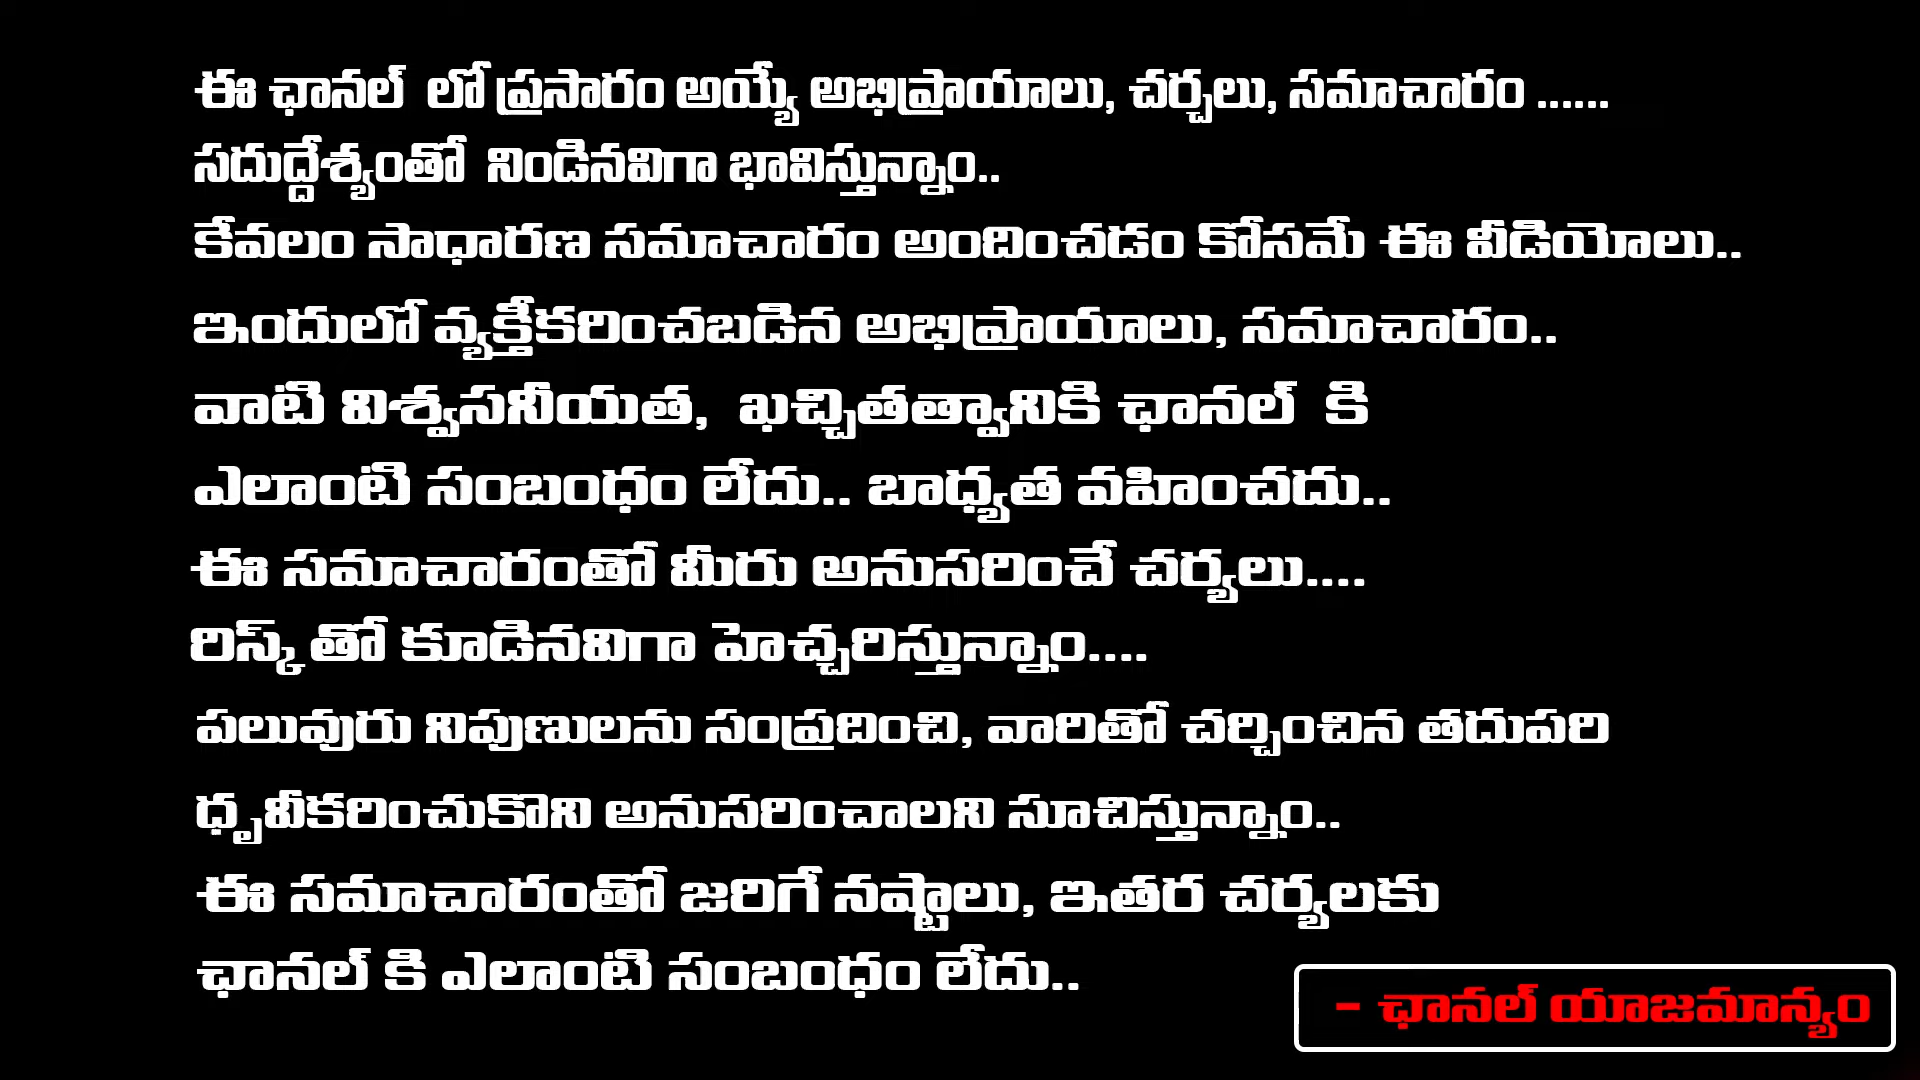 ఈ ఛానల్ లో ప్రసారం అయ్యే అభిప్రాయాలు, చర్చలు, సమాచారం ......
సదుద్దేశ్యంతో నిండినవిగా భావిస్తున్నాం..
కేవలం సాధారణ సమాచారం అందించడం కోసమే ఈ వీడియోలు..
ఇందులో వ్యక్తీకరించబడిన అభిప్రాయాలు, సమాచారం..
వాటి విశ్వసనీయత, ఖచ్చితత్వానికి ఛానల్ కి
ఎలాంటి సంబంధం లేదు.. బాధ్యత వహించదు..
ఈ సమాచారంతో మీరు అనుసరించే చర్యలు....
రిస్క్ తో కూడినవిగా హెచ్చరిస్తున్నాం....
పలువురు నిపుణులను సంప్రదించి, వారితో చర్చించిన తదుపరి
ధృవీకరించుకొని అనుసరించాలని సూచిస్తున్నాం..
ఈ సమాచారంతో జరిగే నష్టాలు, ఇతర చర్యలకు
ఛానల్ కి ఎలాంటి సంబంధం లేదు..
- ఛానల్ యాజమాన్యం